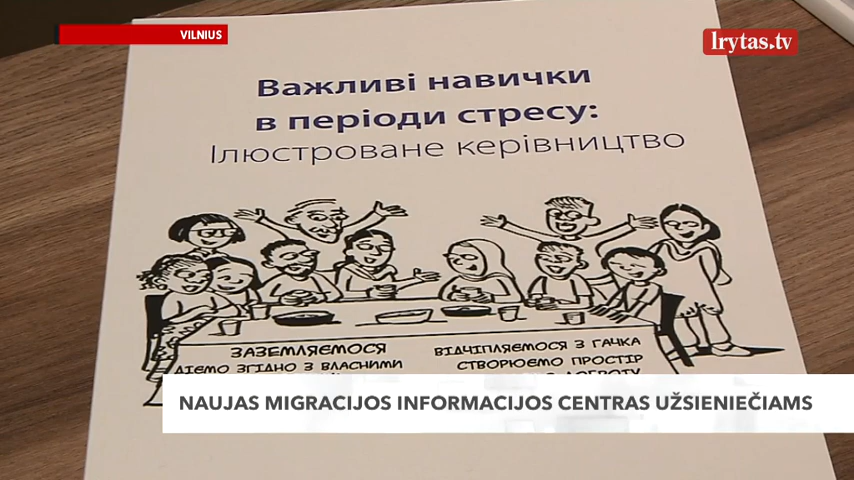 VILNIUS
lrytas.tv
Важливі навички
в періоди стресу:
Ілюстроване керівництво
ЗАЗЕМЛЯЄМОСЯ
ДІЄМО ЗГІДНО З ВЛАСНИМИ
ВІДЧІПЛЯЄМОСЯ З ГАЧКА
СТВОРЮЄМО ПРОСТІР
NAUJAS MIGRACIJOS INFORMACIJOS CENTRAS UŽSIENIEČIAMS